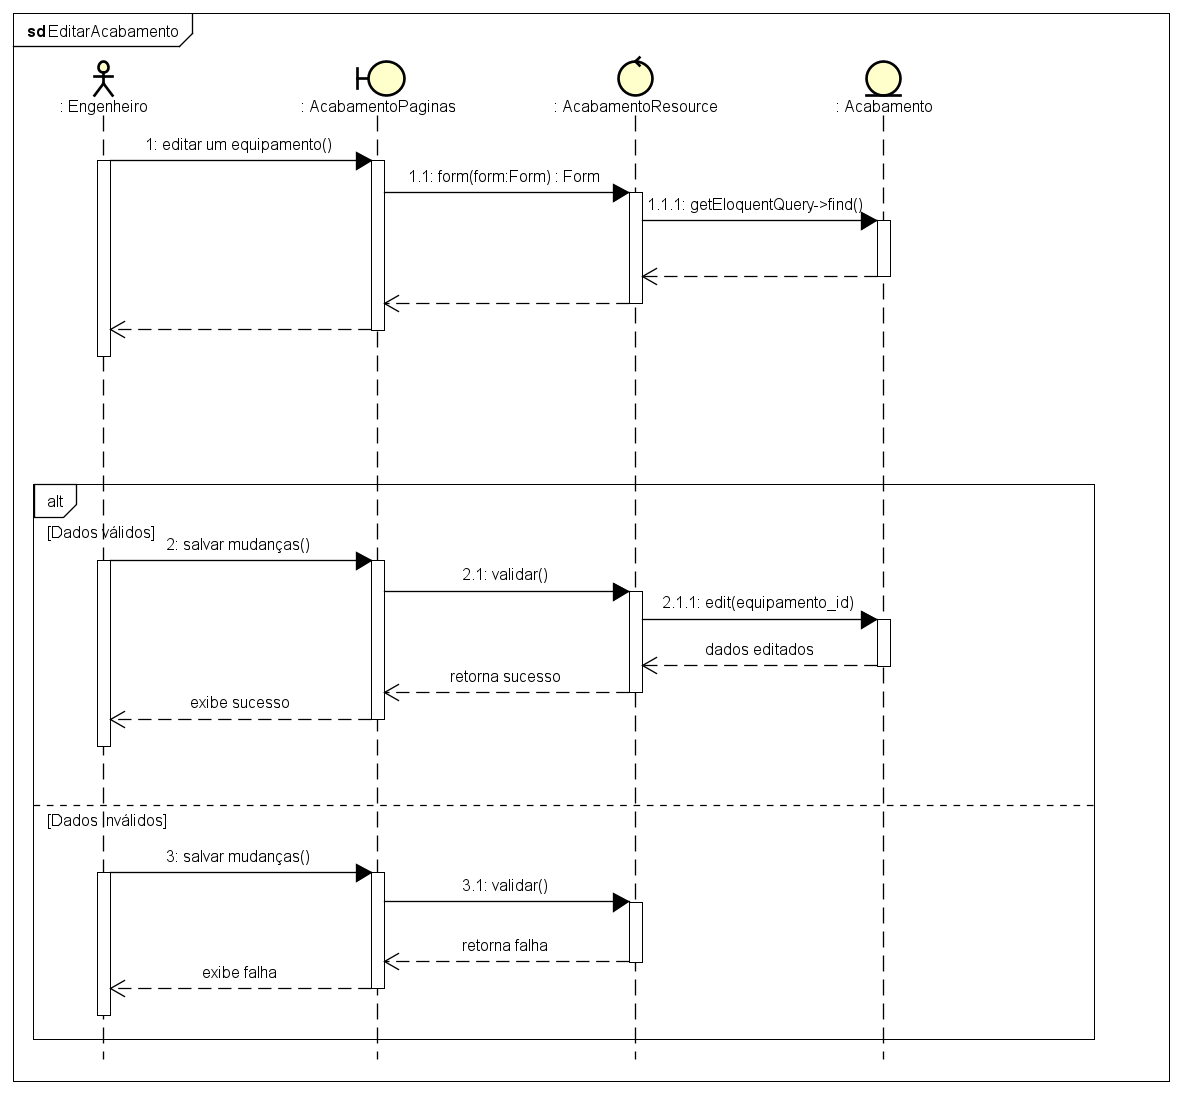 sd EditarAcabamento
: Engenheiro
: AcabamentoPaginas
: AcabamentoResource
: Acabamento
1: editar um equipamento()
1.1: form(form:Form) : Form
1.1.1: getEloquentQuery->find()
alt
[Dados válidos]
2: salvar mudanças()
2.1: validar()
2.1.1: edit(equipamento_id)
dados editados
retorna sucesso
exibe sucesso
[Dados Inválidos]
3: salvar mudanças()
3.1: validar()
retorna falha
exibe falha